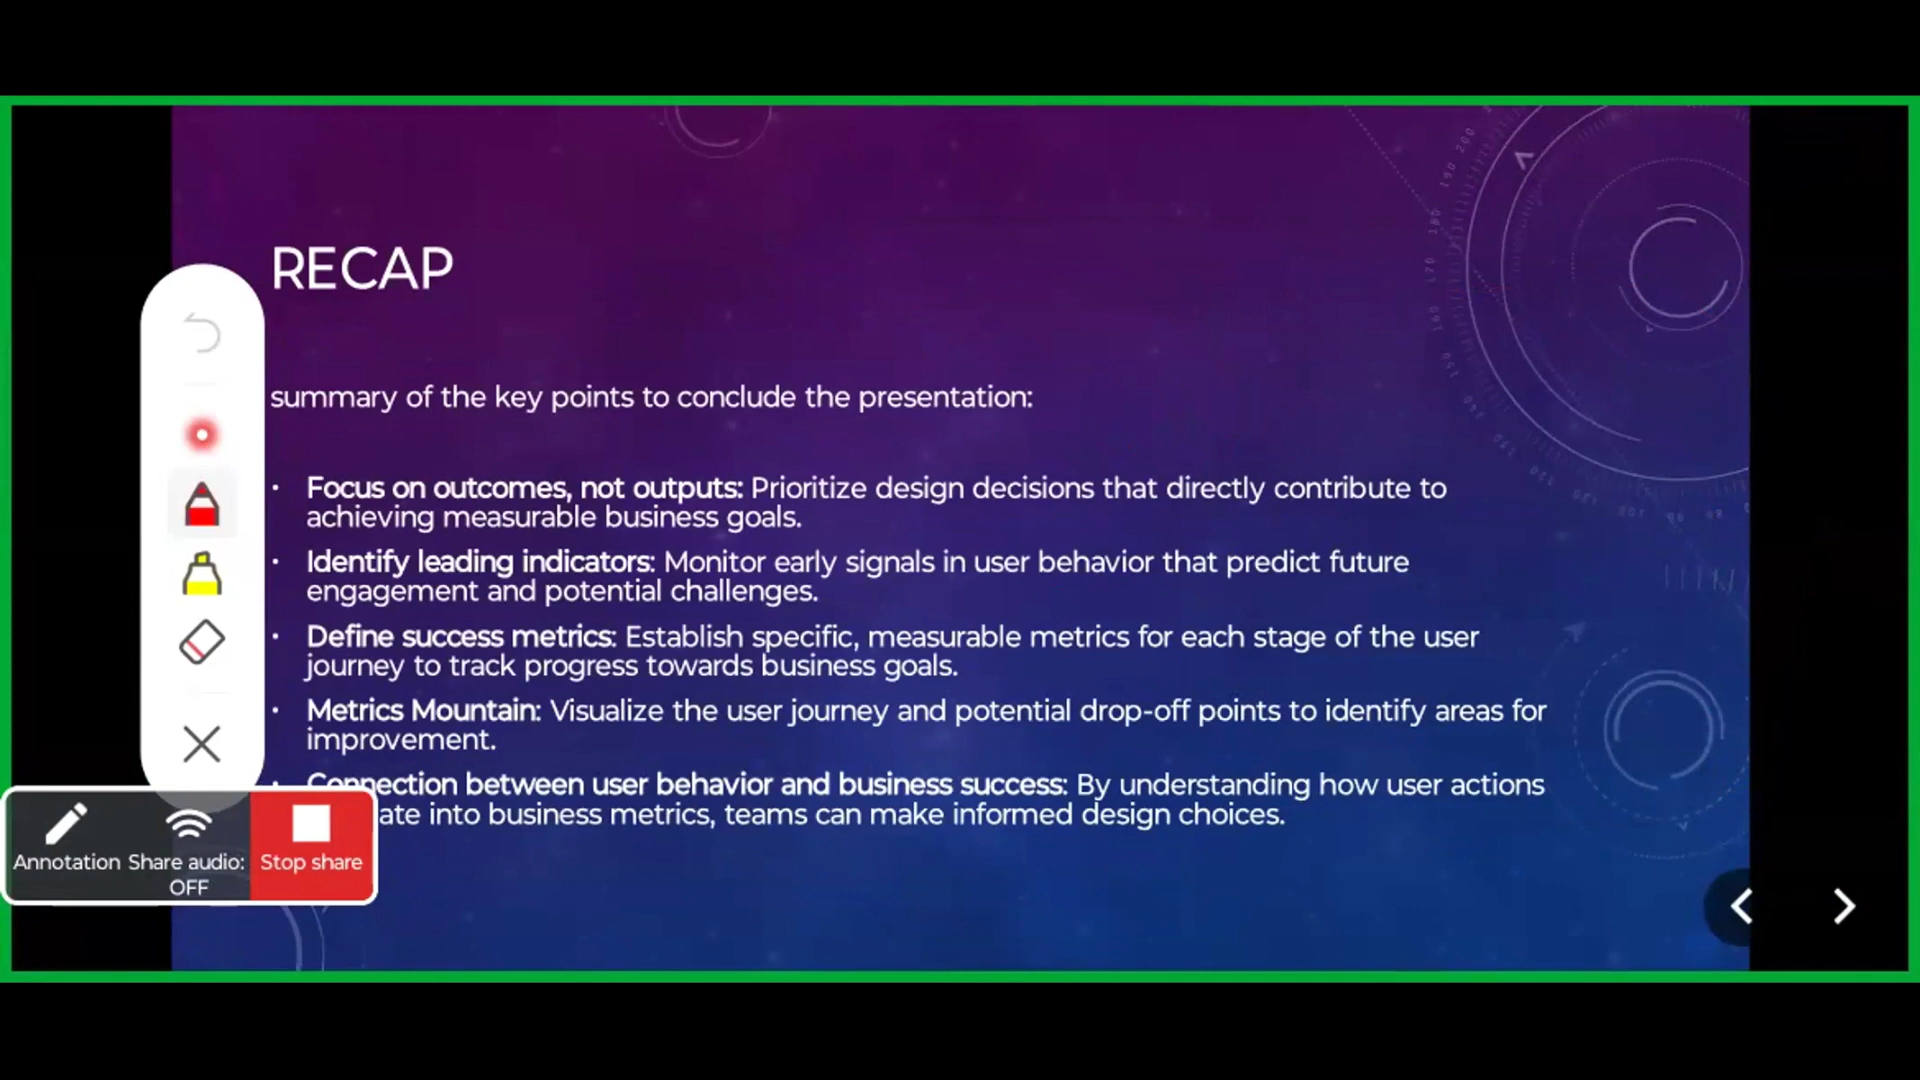 RECAP
summary of the key points to conclude the presentation:
• Focus on outcomes, not outputs: Prioritize design decisions that directly contribute to
achieving measurable business goals.
• Identify leading indicators: Monitor early signals in user behavior that predict future
engagement and potential challenges.
• Define success metrics: Establish specific, measurable metrics for each stage of the user
journey to track progress towards business goals.
• Metrics Mountain: Visualize the user journey and potential drop-off points to identify areas for
improvement.
• Connection between user behavior and business success: By understanding how user actions
into business metrics, teams can make informed design choices.
Annotation
Share audio:
OFF
Stop share